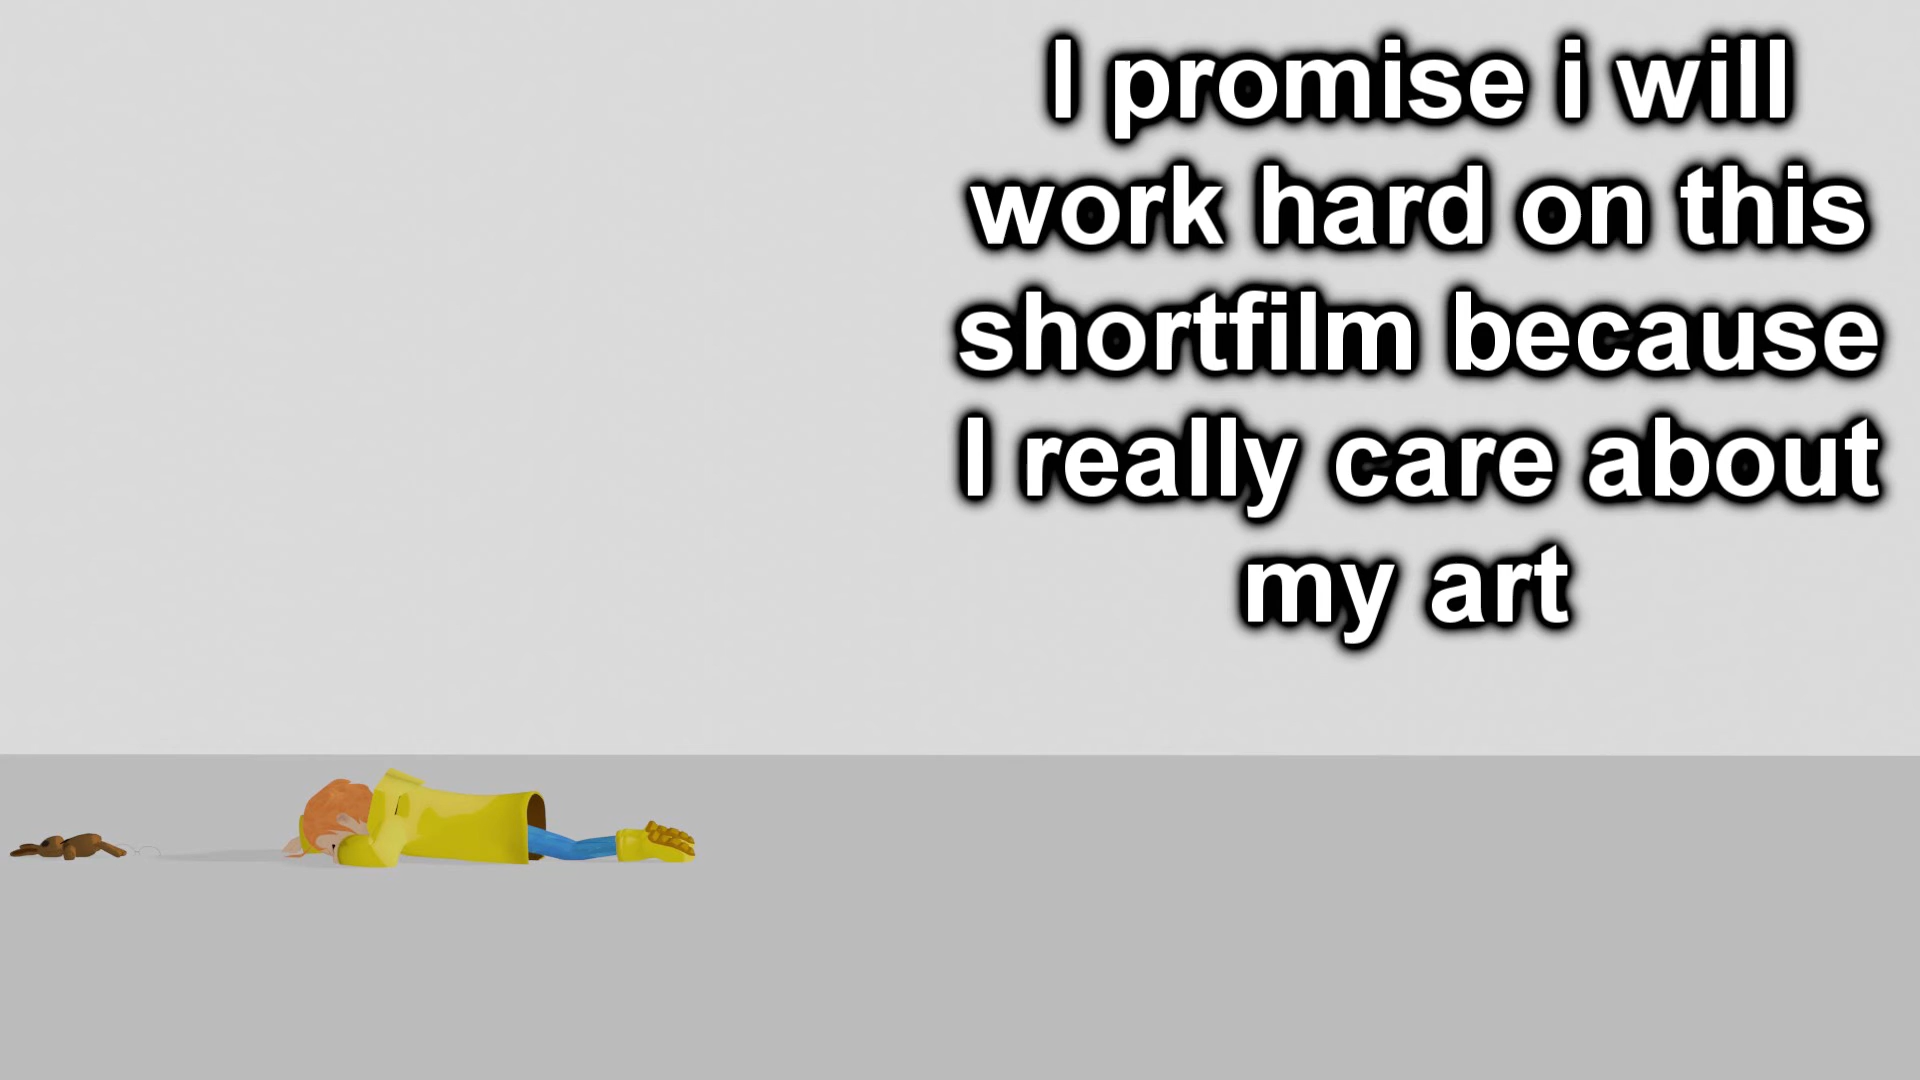 I promise i will
work hard on this
shortfilm because
I really care about
my art